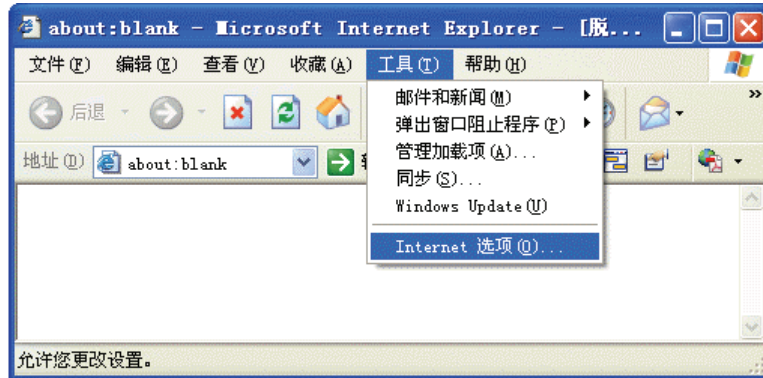 about:blank - Microsoft Internet Explorer - [脱...
文件(F) 编辑(E) 查看(V) 收藏(A) 工具(T) 帮助(H)
后退
»
地址(D) about:blank
邮件和新闻(M)
弹出窗口阻止程序(P)
管理加载项(A)...
同步(S)...
Windows Update(U)
Internet 选项(O)...
允许您更改设置。